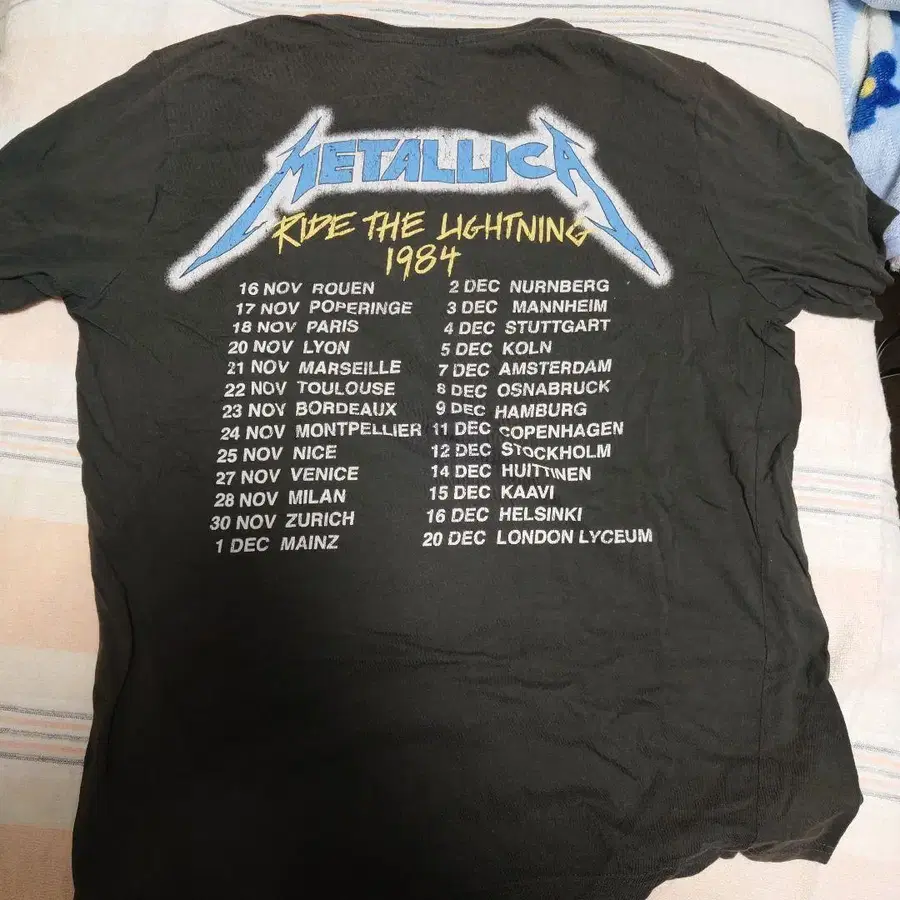 METALLICA
RIDE THE LIGHTNING
1984
16 NOV ROUEN
17 NOV POPERINGE
18 NOV PARIS
20 NOV LYON
21 NOV MARSEILLE
22 NOV TOULOUSE
23 NOV BORDEAUX
24 NOV MONTPELLIER
25 NOV NICE
27 NOV VENICE
28 NOV MILAN
30 NOV ZURICH
1 DEC MAINZ
2 DEC NURNBERG
3 DEC MANNHEIM
4 DEC STUTTGART
5 DEC KOLN
7 DEC AMSTERDAM
8 DEC OSNABRUCK
9 DEC HAMBURG
11 DEC COPENHAGEN
12 DEC STOCKHOLM
14 DEC HUITTINEN
15 DEC KAAVI
16 DEC HELSINKI
20 DEC LONDON LYCEUM